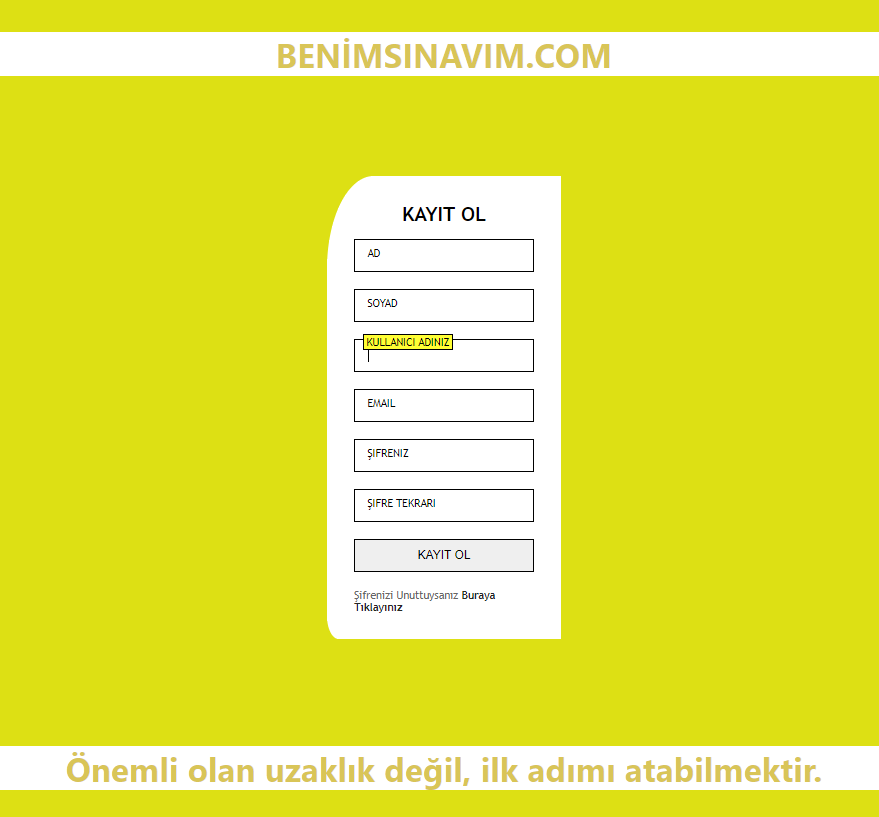 BENİMSINAVIM.COM
KAYIT OL
AD
SOYAD
KULLANICI ADINIZ
EMAIL
ŞIFRENIZ
ŞIFRE TEKRARI
KAYIT OL
Şifrenizi Unuttuysanız Buraya
Tıklayınız
Önemli olan uzaklık değil, ilk adımı atabilmektir.